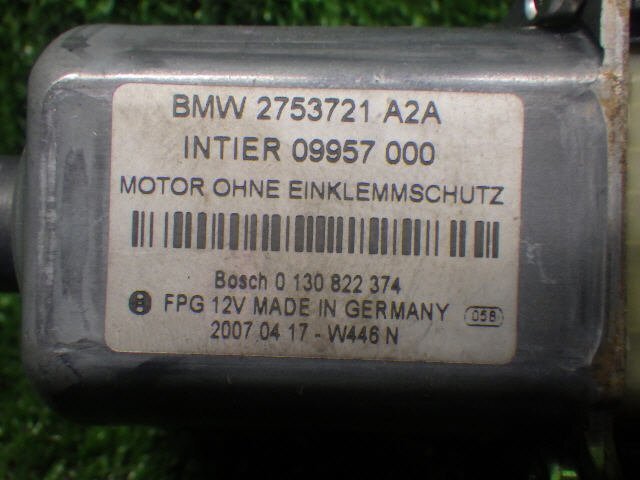 BMW 2753721 A2A
INTIER 09957 000
MOTOR OHNE EINKLEMMSCHUTZ
Bosch 0 130 822 374
FPG 12V MADE IN GERMANY 058
2007 04 17 - W446 N